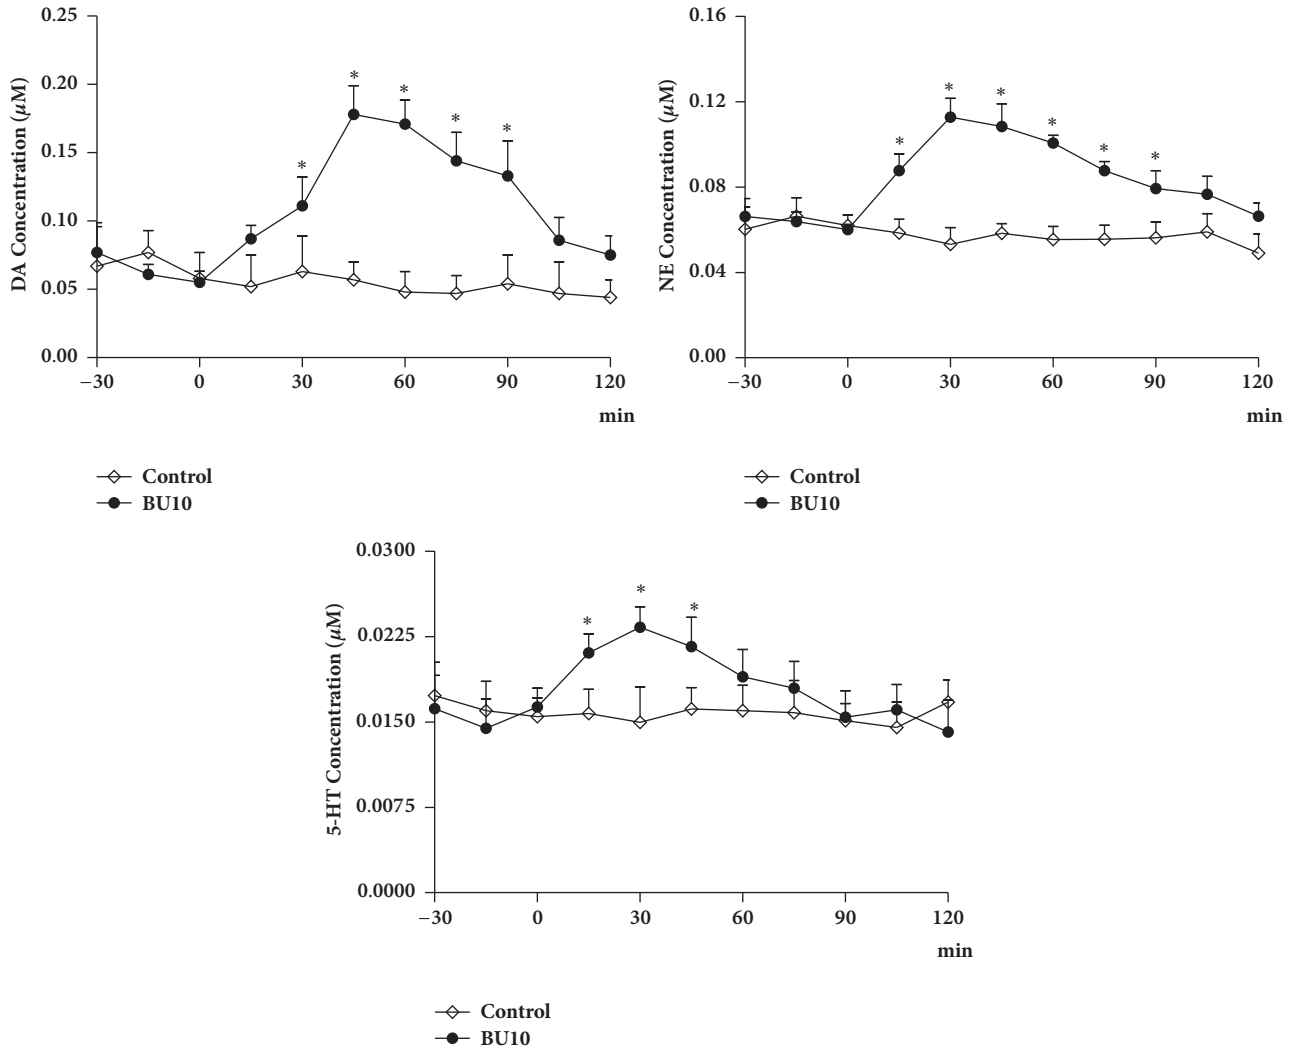 DA Concentration (μM)
0.25
0.20
0.15
0.10
0.05
0.00
* * * * *
−30 0 30 60 90 120
min
Control
BU10
NE Concentration (μM)
0.16
0.12
0.08
0.04
0.00
* * * * * *
−30 0 30 60 90 120
min
Control
BU10
5-HT Concentration (μM)
0.0300
0.0225
0.0150
0.0075
0.0000
* * *
−30 0 30 60 90 120
min
Control
BU10